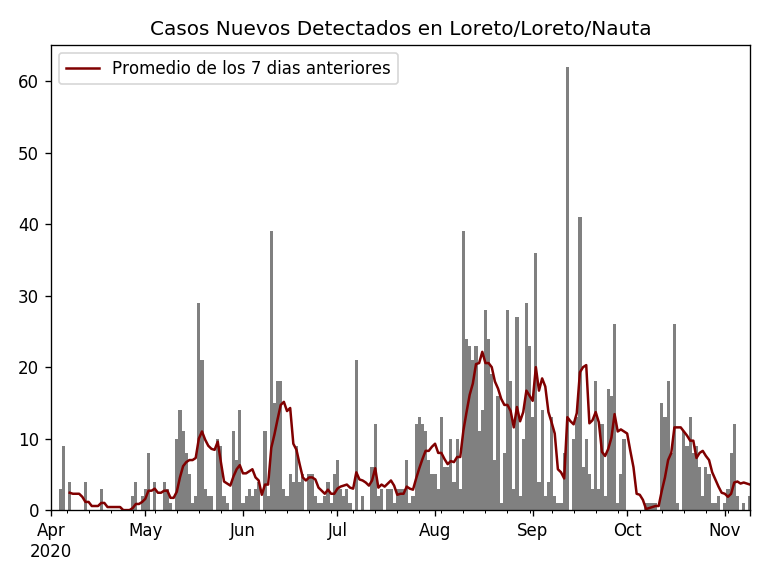 Casos Nuevos Detectados en Loreto/Loreto/Nauta
Promedio de los 7 dias anteriores
60
50
40
30
20
10
0
Apr May Jun Jul Aug Sep Oct Nov
2020